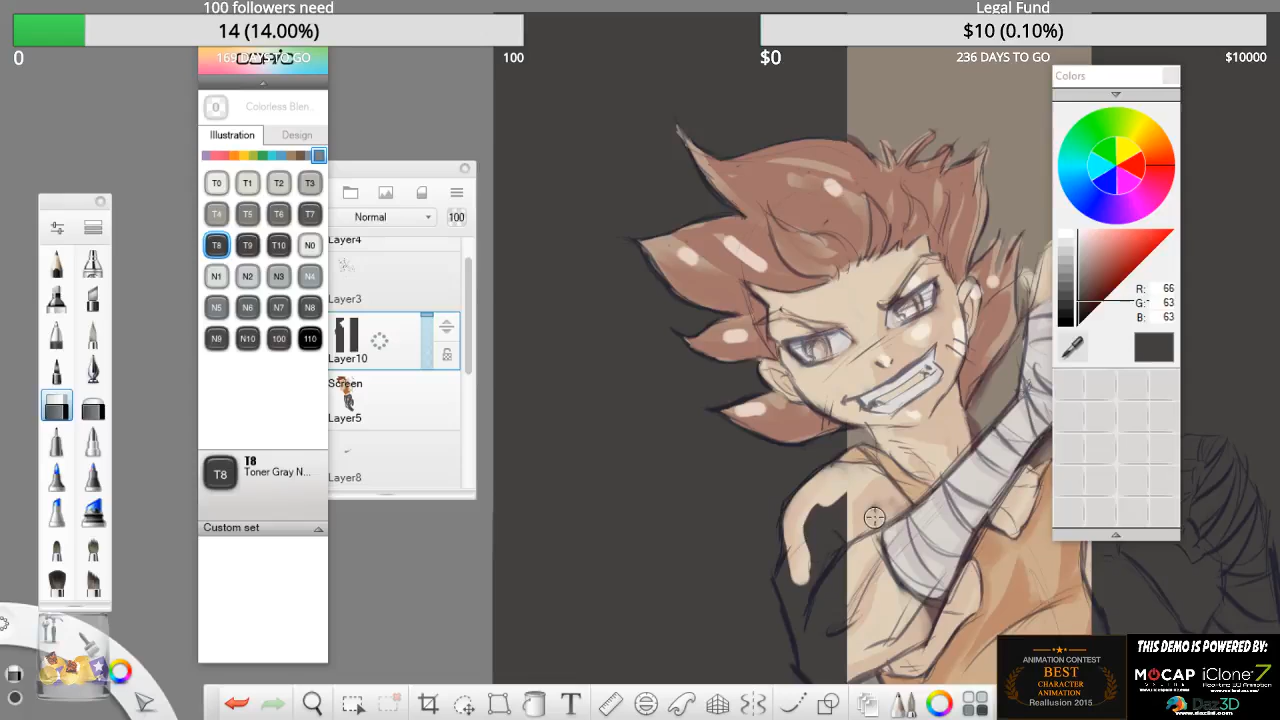 100 followers need
14 (14.00%)
0
169 DAYS TO GO
100
Legal Fund
$10 (0.10%)
$0
236 DAYS TO GO
$10000
0
Colorless Blen..
Illustration
Design
T0
T1
T2
T3
T4
T5
T6
T7
T8
T9
T10
N0
N1
N2
N3
N4
N5
N6
N7
N8
N9
N10
100
110
T8
T8
Toner Gray N...
Custom set
Normal
100
Layer4
Layer3
Layer10
Screen
Layer5
Layer8
Colors
R: 66
G: 63
B: 63
ANIMATION CONTEST
BEST
CHARACTER
ANIMATION
Reallusion 2015
THIS DEMO IS POWERED BY:
MOCAP
iClone 7
Daz3D